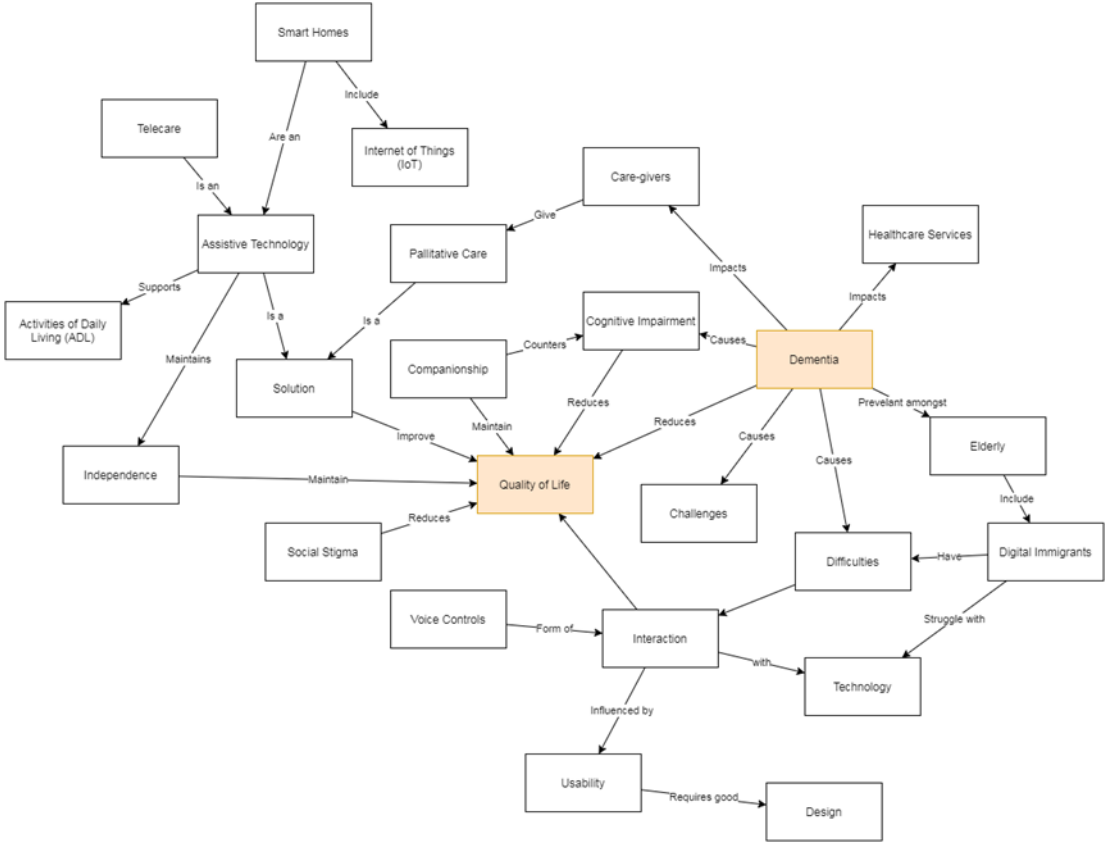 Smart Homes
Include
Telecare
Are an
Internet of Things
(IoT)
Is an
Care-givers
Give
Assistive Technology
Pallitative Care
Healthcare Services
Impacts
Impacts
Supports
Activities of Daily
Living (ADL)
Is a
Is a
Cognitive Impairment
Counters
Causes
Maintains
Solution
Companionship
Dementia
Reduces
Prevelant amongst
Maintain
Reduces
Improve
Causes
Elderly
Causes
Independence
Maintain
Quality of Life
Include
Reduces
Challenges
Social Stigma
Difficulties
Have
Digital Immigrants
Voice Controls
Form of
Interaction
Struggle with
with
Technology
Influenced by
Usability
Requires good
Design